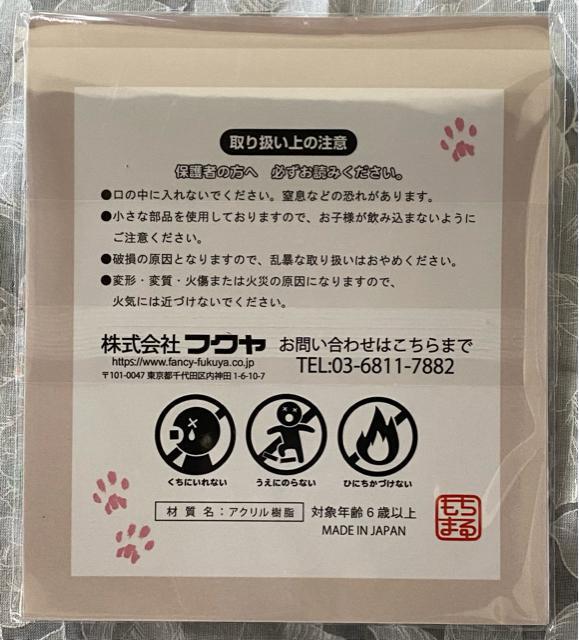 取り扱い上の注意
保護者の方へ 必ずお読みください。
●口の中に入れないでください。窒息などの恐れがあります。
●小さな部品を使用しておりますので、お子様が飲み込まないように
ご注意ください。
●破損の原因となりますので、乱暴な取り扱いはおやめください。
●変形・変質・火傷または火災の原因になりますので、
火気には近づけないでください。
株式会社 フクヤ お問い合わせはこちらまで
https://www.fancy-fukuya.co.jp TEL:03-6811-7882
〒101-0047 東京都千代田区内神田 1-6-10-7
くちにいれない うえにのらない ひにちかづけない
材質名：アクリル樹脂 対象年齢6歳以上
MADE IN JAPAN
もちまる